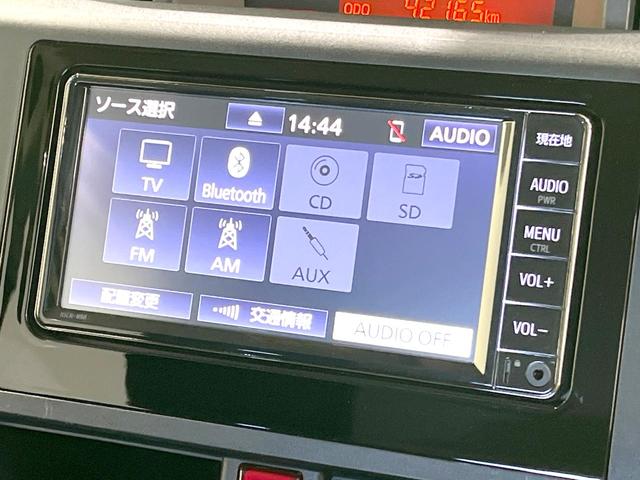 ODO 42165km
ソース選択 14:44 AUDIO
現在地
TV Bluetooth CD SD
AUDIO
PWR
MENU
CTRL
FM AM AUX
VOL+
配置変更 交通情報 AUDIO OFF
VOL-